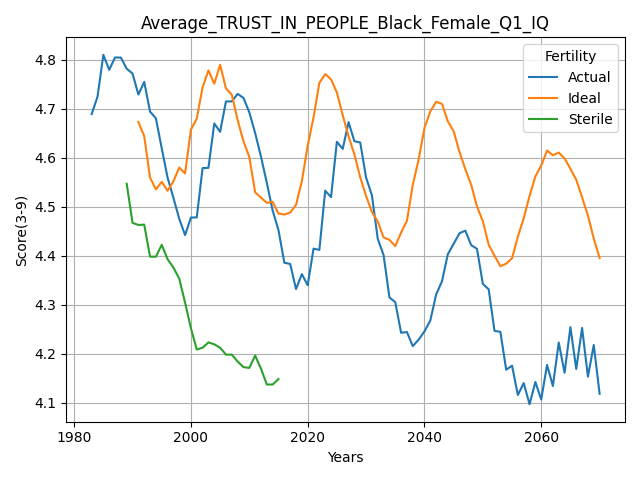 Average_TRUST_IN_PEOPLE_Black_Female_Q1_IQ
Fertility
Actual
Ideal
Sterile
Score(3-9)
4.8
4.7
4.6
4.5
4.4
4.3
4.2
4.1
1980 2000 2020 2040 2060
Years